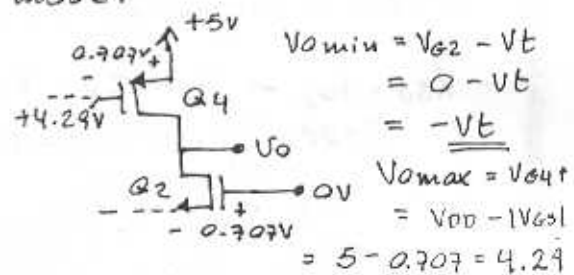 +5V
0.707V +
-
Q4
+4.29V
Vo
Q2
0V
+
- 0.707V
Vomin = VG2 - Vt
= 0 - Vt
= -Vt
Vomax = VG4+
= VDD - |VGS|
= 5 - 0.707 = 4.29